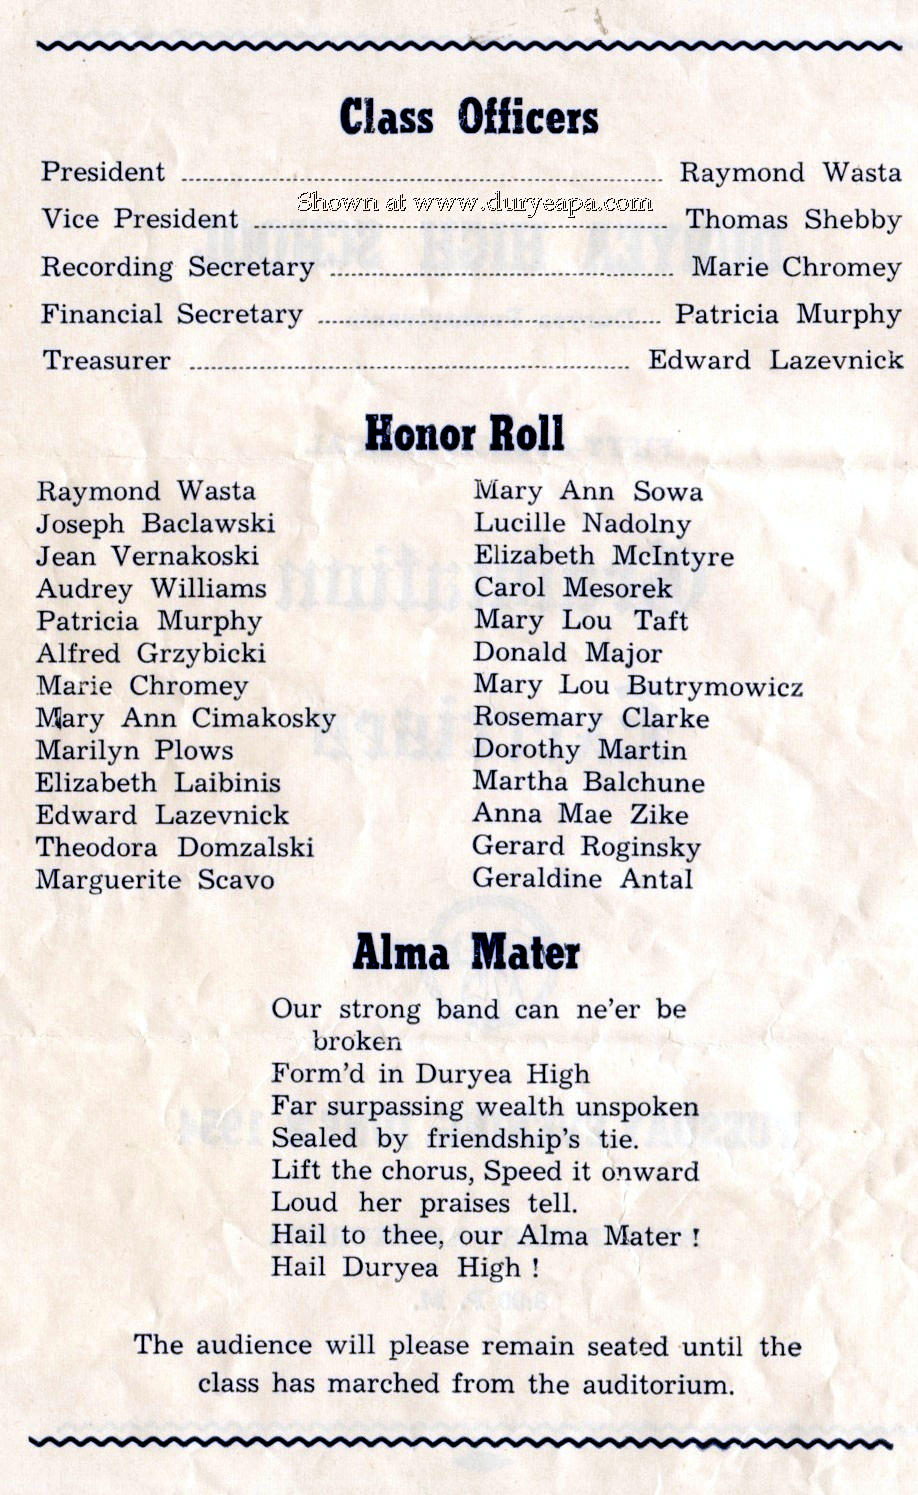 Class Officers
President ........ Raymond Wasta
Shown at www.duryeapa.com
Vice President ........ Thomas Shebby
Recording Secretary ........ Marie Chromey
Financial Secretary ........ Patricia Murphy
Treasurer ........ Edward Lazevnick
Honor Roll
Raymond Wasta
Joseph Baclawski
Jean Vernakoski
Audrey Williams
Patricia Murphy
Alfred Grzybicki
Marie Chromey
Mary Ann Cimakosky
Marilyn Plows
Elizabeth Laibinis
Edward Lazevnick
Theodora Domzalski
Marguerite Scavo
Mary Ann Sowa
Lucille Nadolny
Elizabeth McIntyre
Carol Mesorek
Mary Lou Taft
Donald Major
Mary Lou Butrymowicz
Rosemary Clarke
Dorothy Martin
Martha Balchune
Anna Mae Zike
Gerard Roginsky
Geraldine Antal
Alma Mater
Our strong band can ne'er be
broken
Form'd in Duryea High
Far surpassing wealth unspoken
Sealed by friendship's tie.
Lift the chorus, Speed it onward
Loud her praises tell.
Hail to thee, our Alma Mater !
Hail Duryea High !
The audience will please remain seated until the
class has marched from the auditorium.